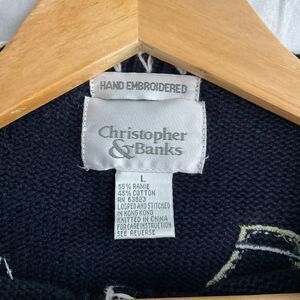 HAND EMBROIDERED
Christopher
& Banks
L
55% RAMIE
45% COTTON
RN 63823
LOOPED AND STITCHED
IN HONG KONG
KNITTED IN CHINA
FOR CARE INSTRUCTION
SEE REVERSE